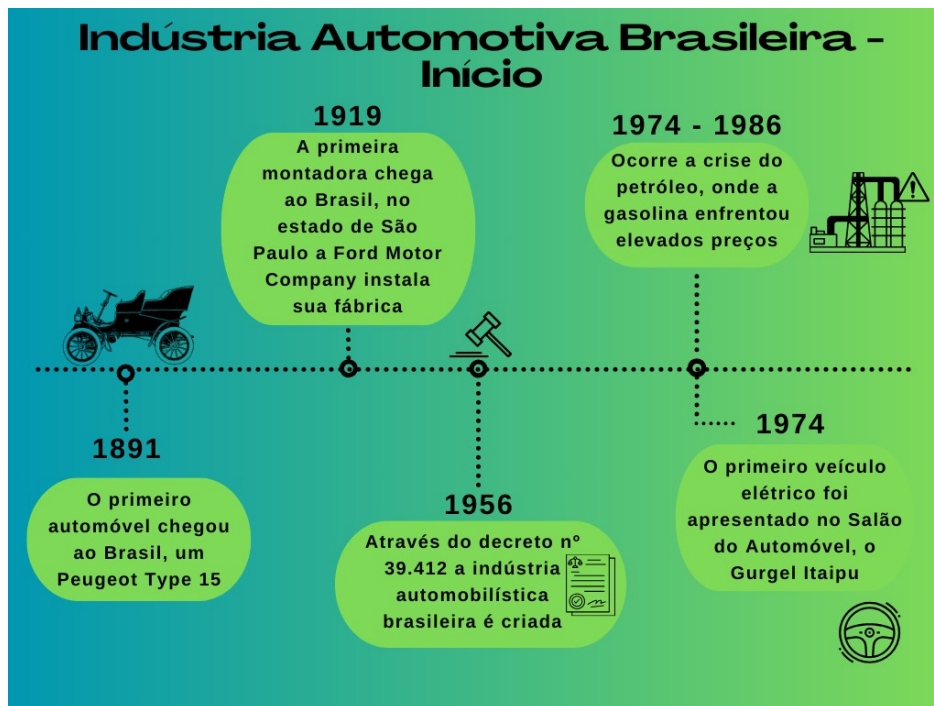 Indústria Automotiva Brasileira -
Início
1891
O primeiro
automóvel chegou
ao Brasil, um
Peugeot Type 15
1919
A primeira
montadora chega
ao Brasil, no
estado de São
Paulo a Ford Motor
Company instala
sua fábrica
1956
Através do decreto nº
39.412 a indústria
automobilística
brasileira é criada
1974 - 1986
Ocorre a crise do
petróleo, onde a
gasolina enfrentou
elevados preços
1974
O primeiro veículo
elétrico foi
apresentado no Salão
do Automóvel, o
Gurgel Itaipu